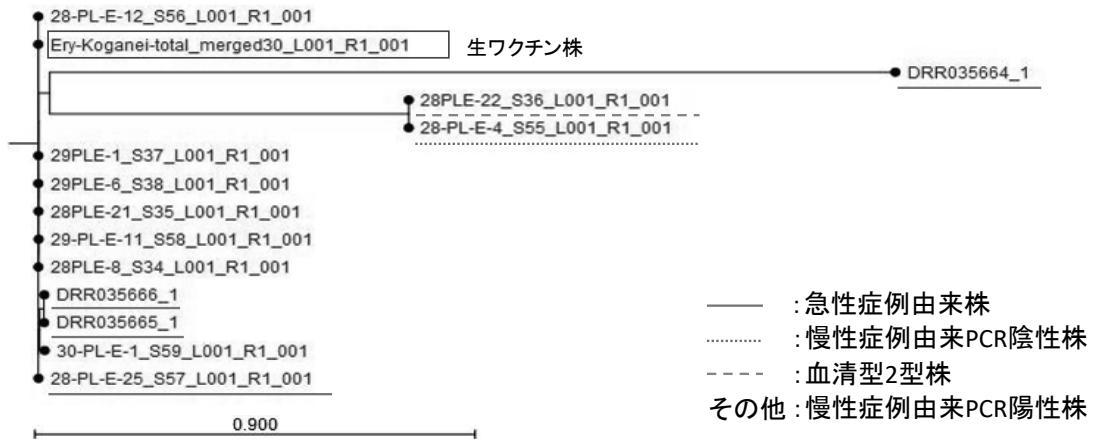 28-PL-E-12_S56_L001_R1_001
Ery-Koganei-total_merged30_L001_R1_001 生ワクチン株
DRR035664_1
28PLE-22_S36_L001_R1_001
28-PL-E-4_S55_L001_R1_001
29PLE-1_S37_L001_R1_001
29PLE-6_S38_L001_R1_001
28PLE-21_S35_L001_R1_001
29-PL-E-11_S58_L001_R1_001
28PLE-8_S34_L001_R1_001
DRR035666_1
DRR035665_1
30-PL-E-1_S59_L001_R1_001
28-PL-E-25_S57_L001_R1_001
0.900
:急性症例由来株
:慢性症例由来PCR陰性株
:血清型2型株
その他:慢性症例由来PCR陽性株